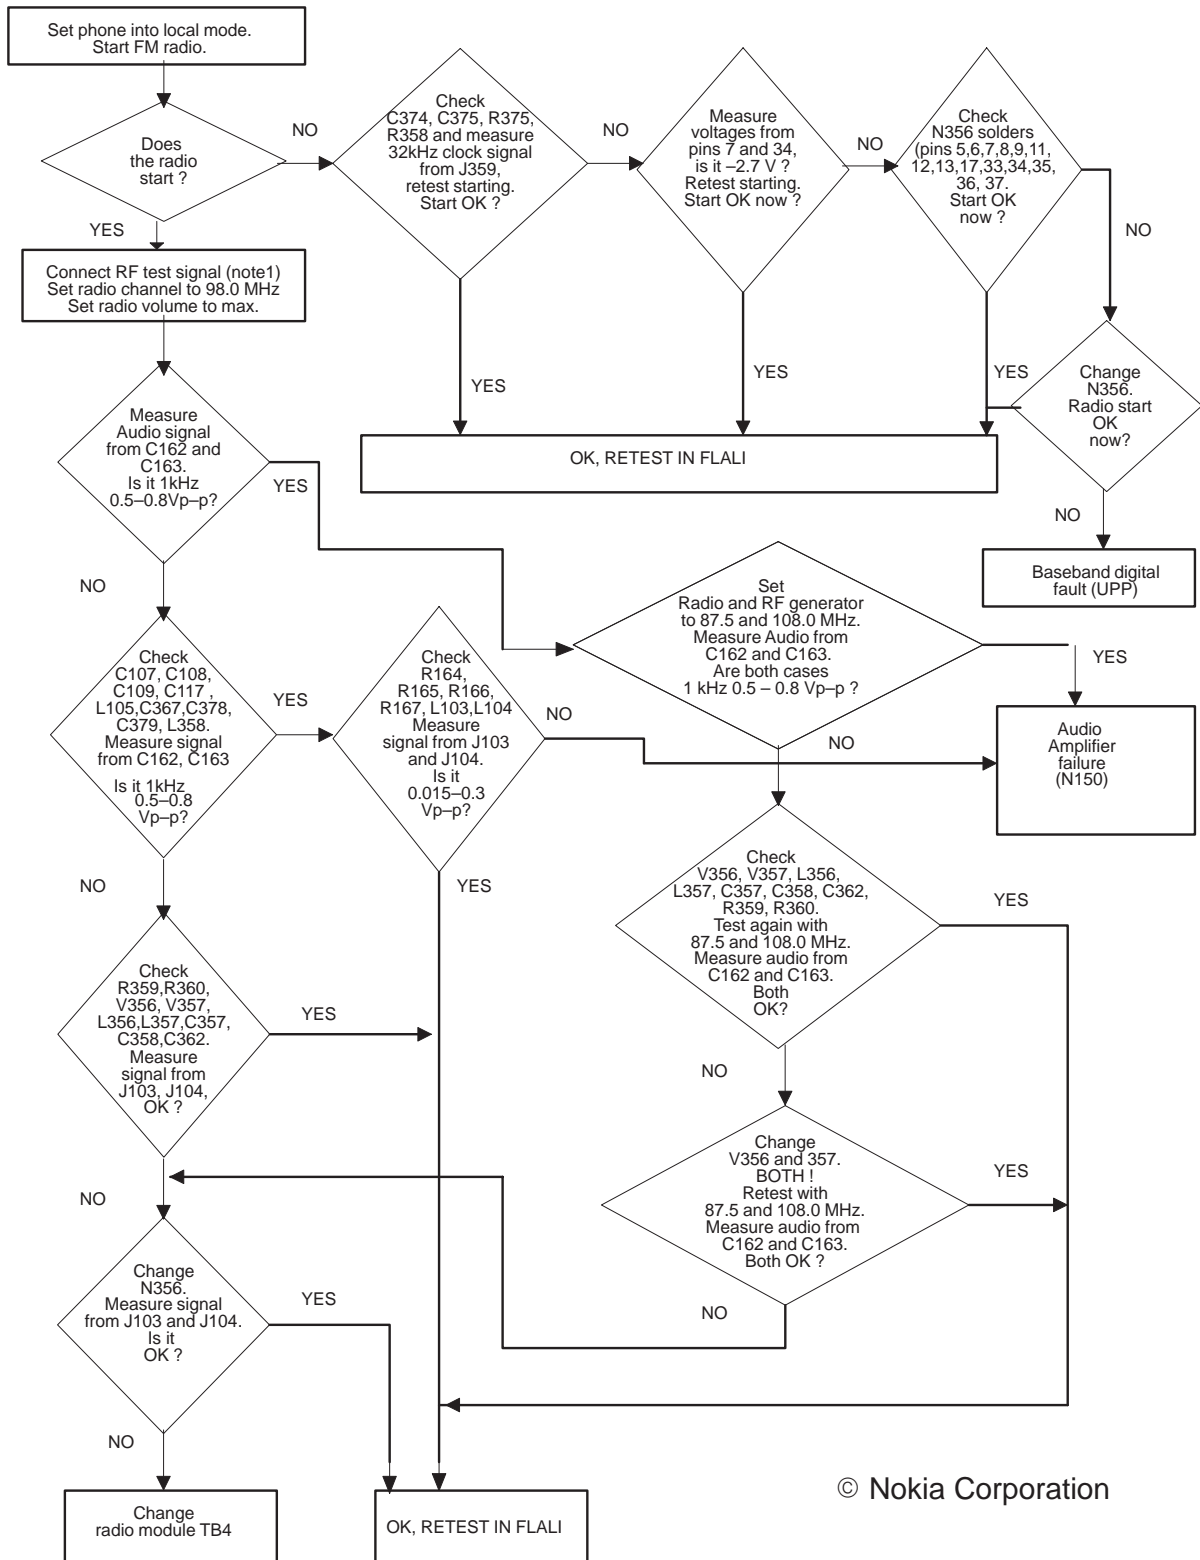 Set phone into local mode.
Start FM radio.
Does
the radio
start ?
NO
YES
Check
C374, C375, R375,
R358 and measure
32kHz clock signal
from J359,
retest starting.
Start OK ?
NO
YES
Measure
voltages from
pins 7 and 34,
is it –2.7 V ?
Retest starting.
Start OK now ?
NO
YES
Check
N356 solders
(pins 5,6,7,8,9,11,
12,13,17,33,34,35,
36, 37.
Start OK
now ?
NO
YES
Change
N356.
Radio start
OK
now?
NO
Baseband digital
fault (UPP)
OK, RETEST IN FLALI
Connect RF test signal (note1)
Set radio channel to 98.0 MHz
Set radio volume to max.
Measure
Audio signal
from C162 and
C163.
Is it 1kHz
0.5–0.8Vp–p?
YES
NO
Set
Radio and RF generator
to 87.5 and 108.0 MHz.
Measure Audio from
C162 and C163.
Are both cases
1 kHz 0.5 – 0.8 Vp–p ?
YES
NO
Audio
Amplifier
failure
(N150)
Check
C107, C108,
C109, C117 ,
L105,C367,C378,
C379, L358.
Measure signal
from C162, C163
Is it 1kHz
0.5–0.8
Vp–p?
YES
NO
Check
R164,
R165, R166,
R167, L103,L104
Measure
signal from J103
and J104.
Is it
0.015–0.3
Vp–p?
NO
YES
Check
V356, V357, L356,
L357, C357, C358, C362,
R359, R360.
Test again with
87.5 and 108.0 MHz.
Measure audio from
C162 and C163.
Both
OK?
YES
NO
Check
R359,R360,
V356, V357,
L356,L357,C357,
C358,C362.
Measure
signal from
J103, J104,
OK ?
YES
NO
Change
V356 and 357.
BOTH !
Retest with
87.5 and 108.0 MHz.
Measure audio from
C162 and C163.
Both OK ?
YES
NO
Change
N356.
Measure signal
from J103 and J104.
Is it
OK ?
YES
NO
Change
radio module TB4
OK, RETEST IN FLALI
© Nokia Corporation